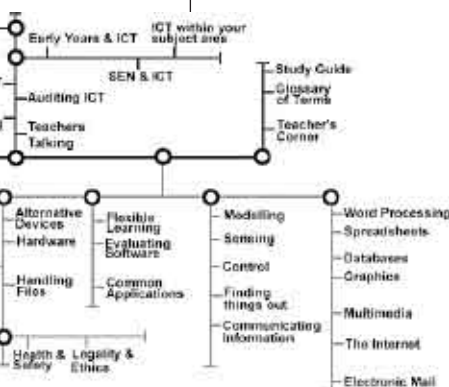 Early Years & ICT
ICT within your
subject area
SEN & ICT
Study Guide
Glossary
of Terms
Teacher's
Corner
Auditing ICT
Teachers
Talking
Alternative
Devices
Hardware
Handling
Files
Flexible
Learning
Evaluating
Software
Common
Applications
Modelling
Sensing
Control
Finding
things out
Communicating
Information
Word Processing
Spreadsheets
Databases
Graphics
Multimedia
The Internet
Electronic Mail
Health &
Safety
Legality &
Ethics